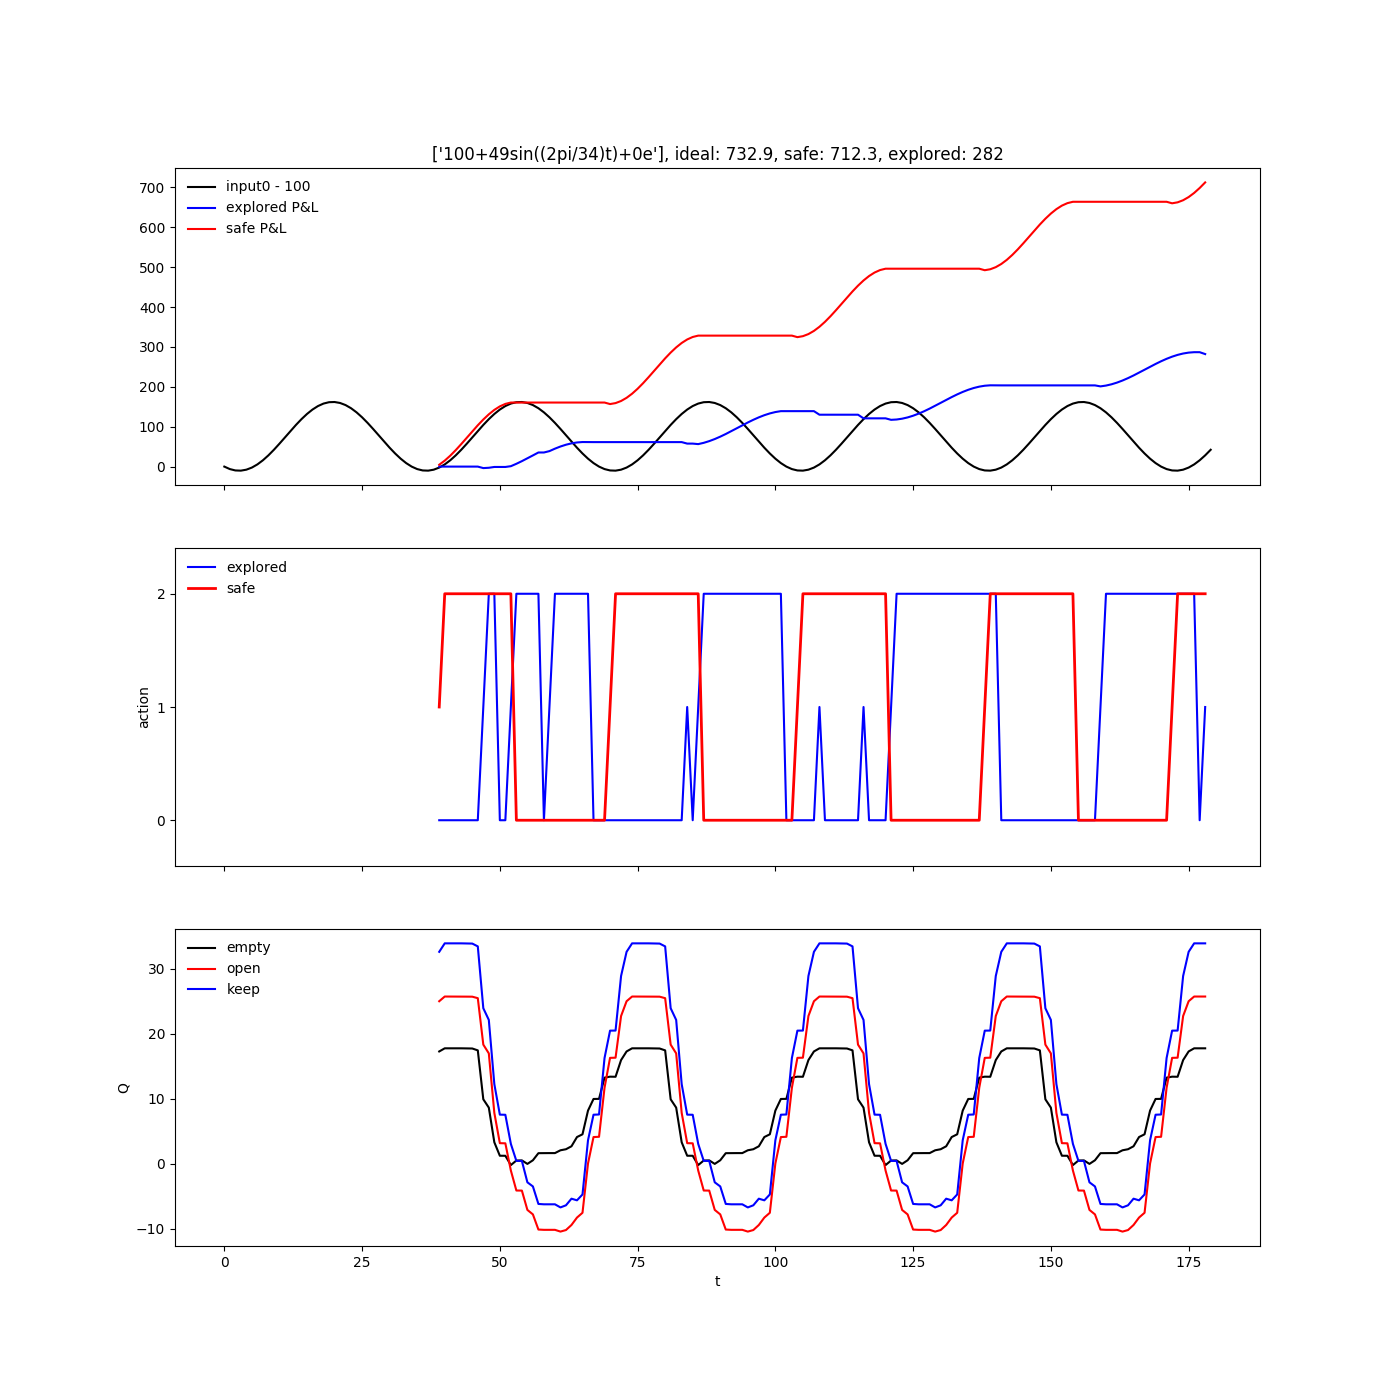 ['100+49sin((2pi/34)t)+0e'], ideal: 732.9, safe: 712.3, explored: 282
input0 - 100
explored P&L
safe P&L
700
600
500
400
300
200
100
0
explored
safe
2
1
0
action
empty
open
keep
30
20
10
0
−10
Q
0 25 50 75 100 125 150 175
t